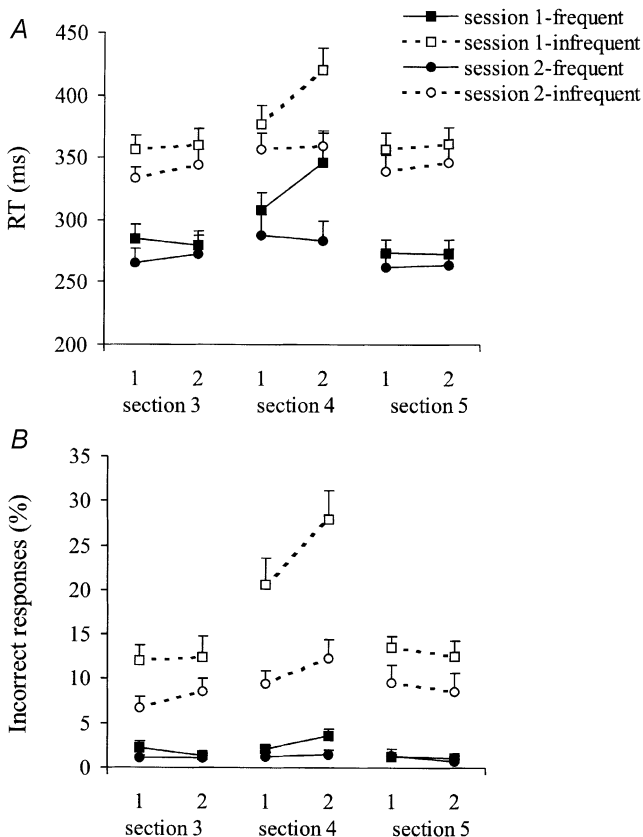 A
450
400
350
300
250
200
RT (ms)
session 1-frequent
session 1-infrequent
session 2-frequent
session 2-infrequent
1 2 1 2 1 2
section 3 section 4 section 5
B
35
30
25
20
15
10
5
0
Incorrect responses (%)
1 2 1 2 1 2
section 3 section 4 section 5